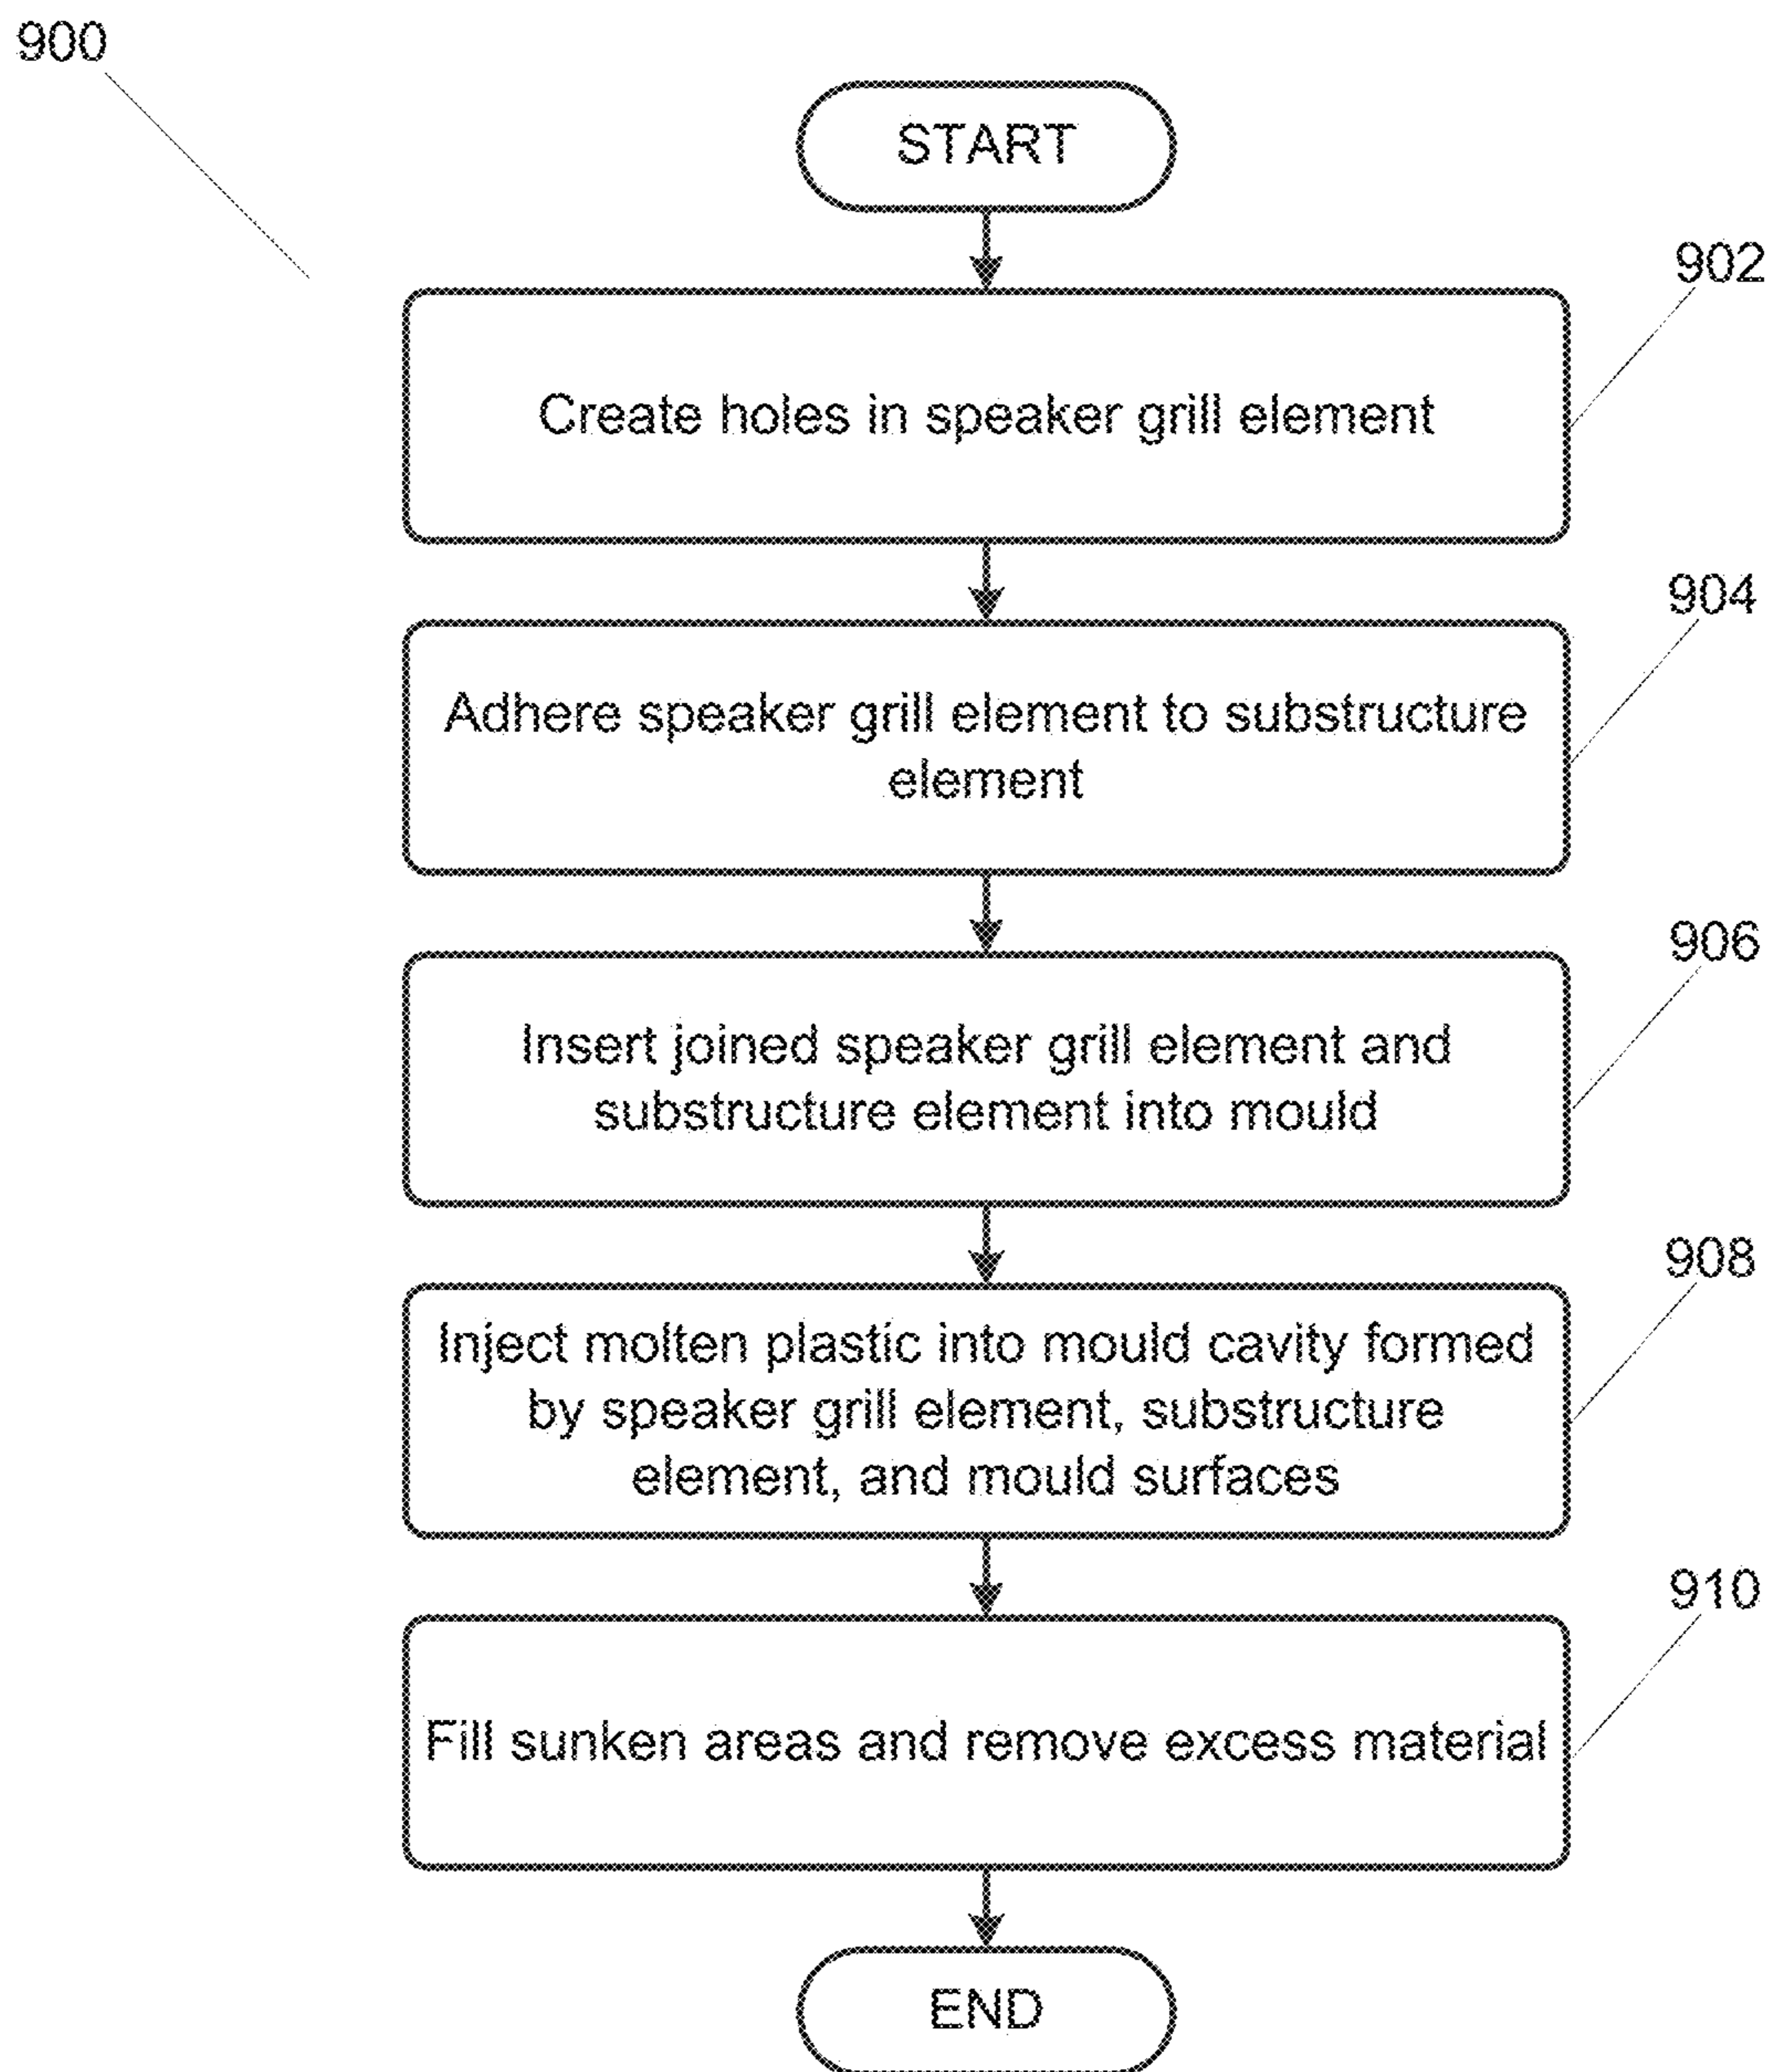 900
START
902
Create holes in speaker grill element
904
Adhere speaker grill element to substructure
element
906
Insert joined speaker grill element and
substructure element into mould
908
Inject molten plastic into mould cavity formed
by speaker grill element, substructure
element, and mould surfaces
910
Fill sunken areas and remove excess material
END